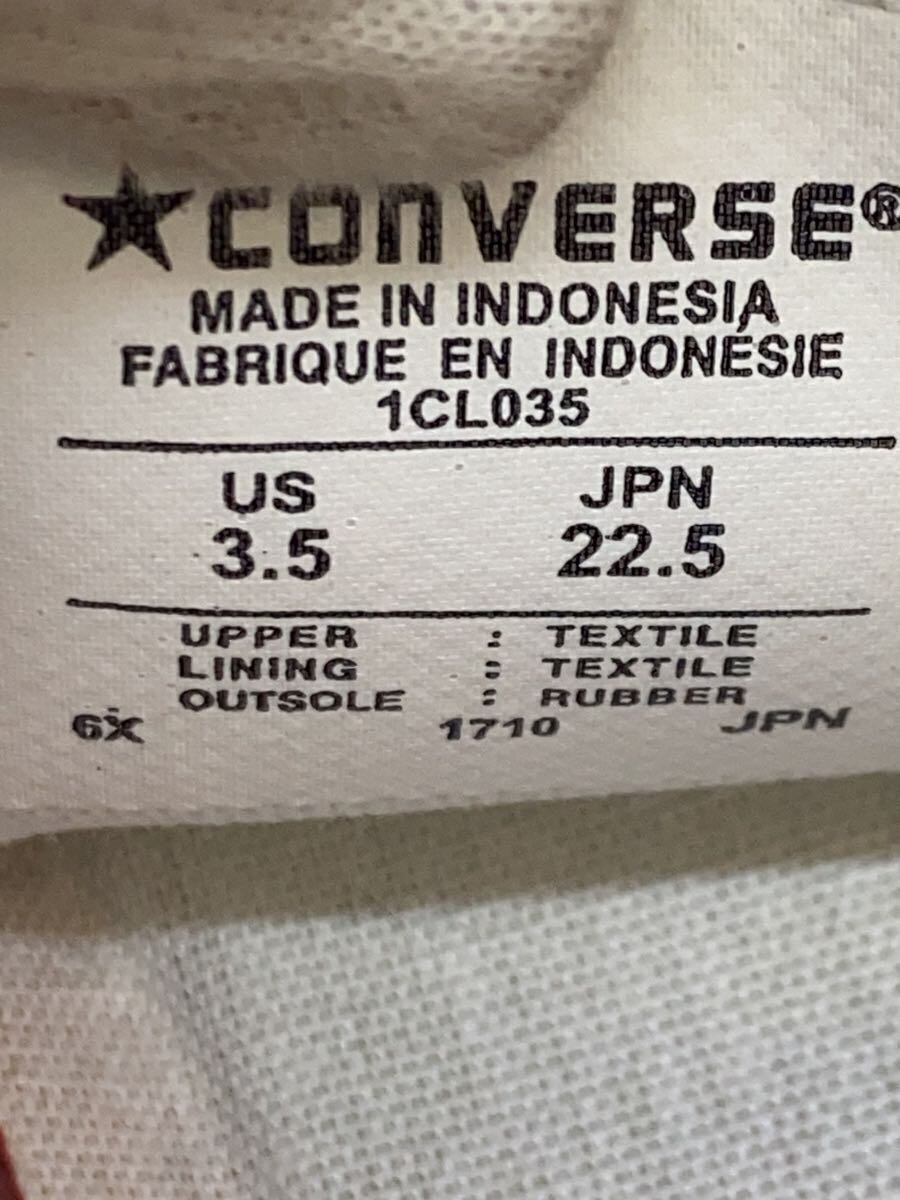 ★CONVERSE®
MADE IN INDONESIA
FABRIQUE EN INDONÉSIE
1CL035
US JPN
3.5 22.5
UPPER : TEXTILE
LINING : TEXTILE
OUTSOLE : RUBBER
6X 1710 JPN